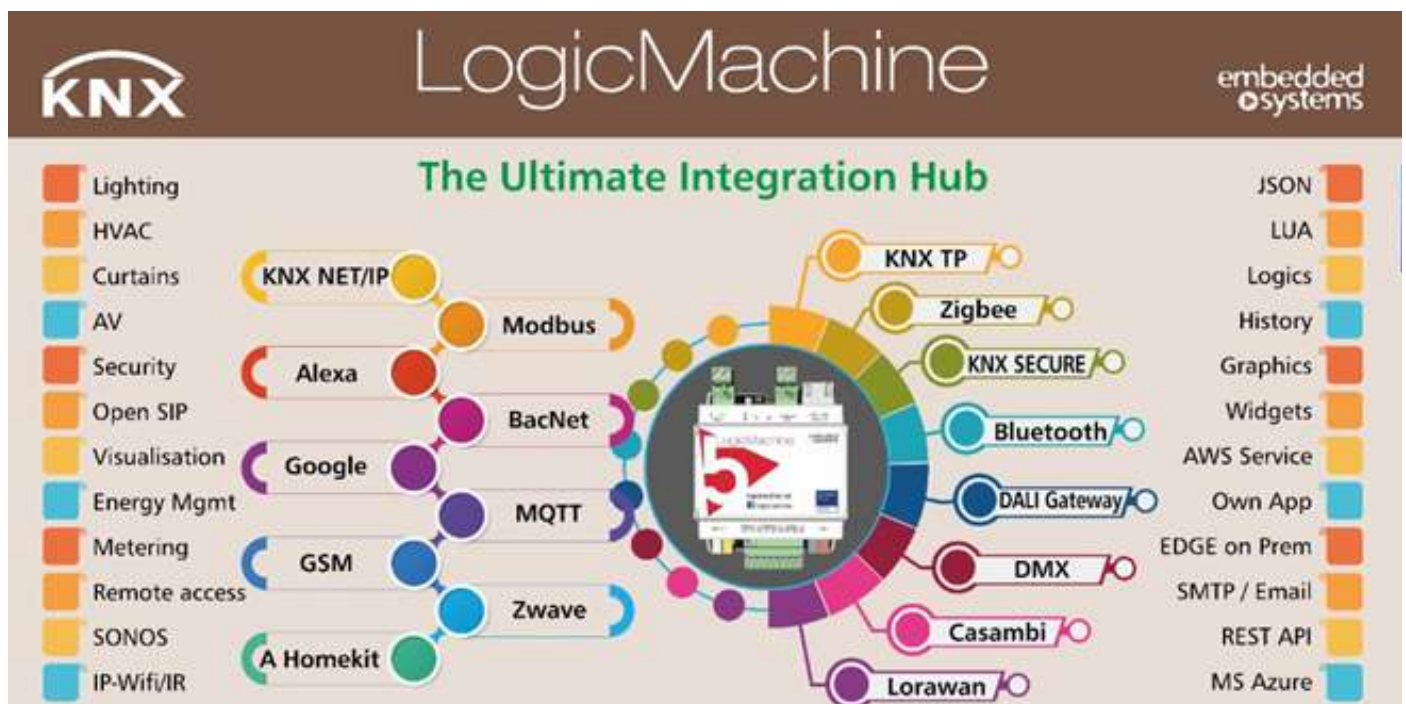 KNX
LogicMachine
embedded
systems
The Ultimate Integration Hub
Lighting
HVAC
Curtains
AV
Security
Open SIP
Visualisation
Energy Mgmt
Metering
Remote access
SONOS
IP-Wifi/IR
KNX NET/IP
Modbus
Alexa
BacNet
Google
MQTT
GSM
Zwave
A Homekit
LogicMachine
5
KNX TP
Zigbee
KNX SECURE
Bluetooth
DALI Gateway
DMX
Casambi
Lorawan
JSON
LUA
Logics
History
Graphics
Widgets
AWS Service
Own App
EDGE on Prem
SMTP / Email
REST API
MS Azure